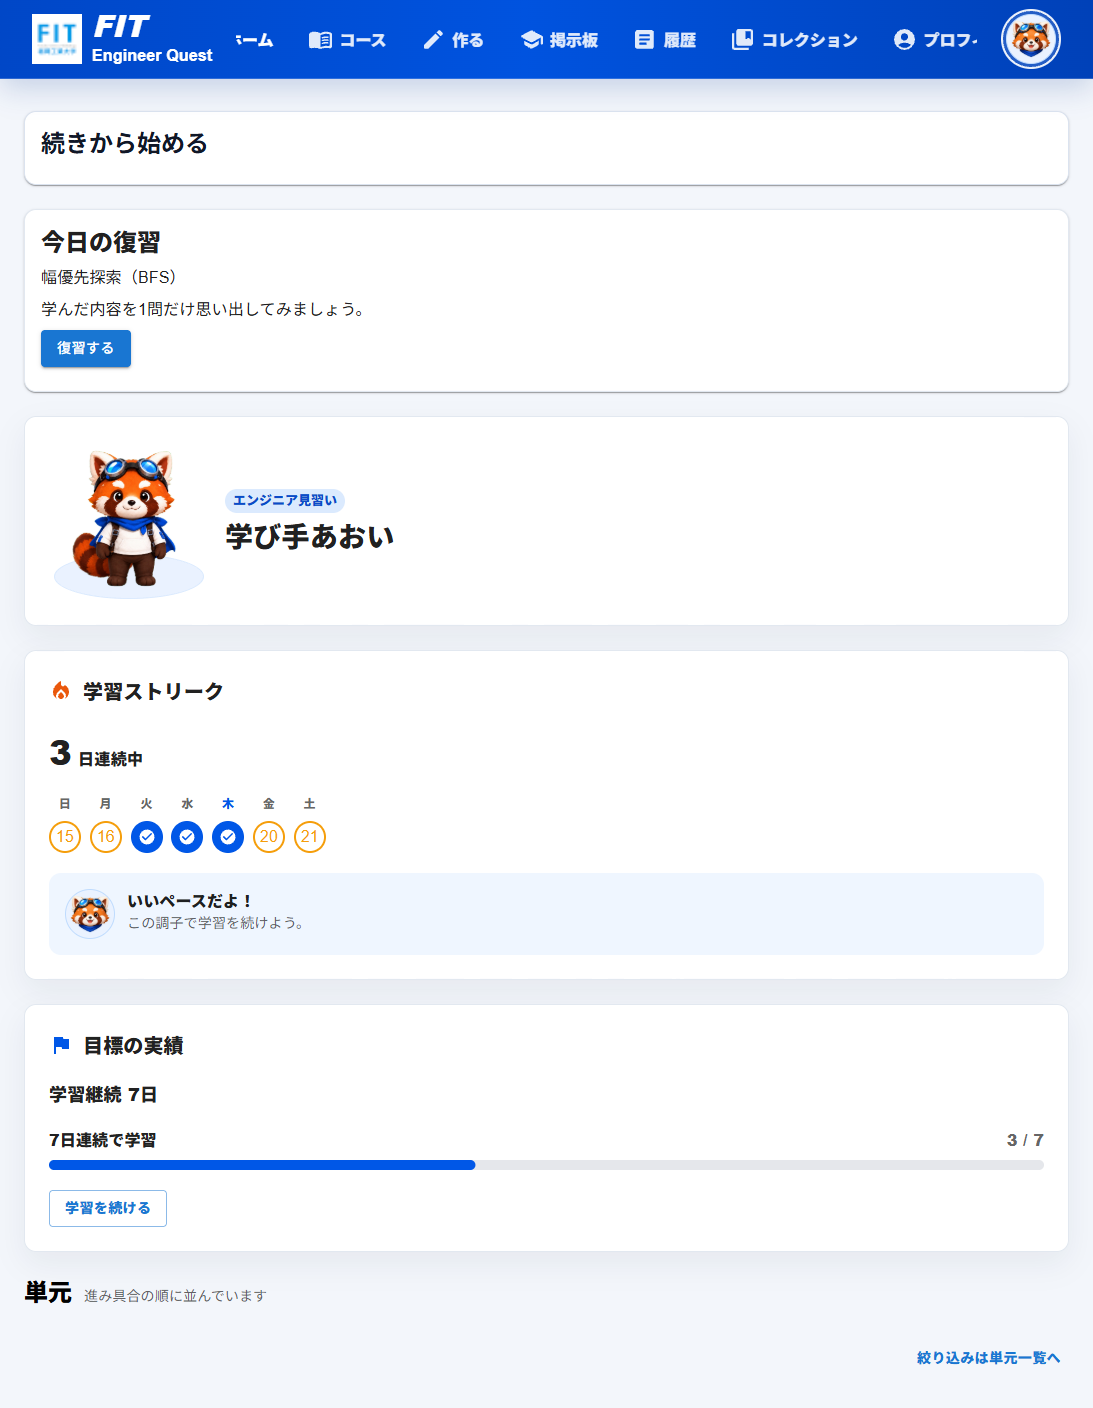 FIT
福岡工業大学
FIT
Engineer Quest
ホーム
コース
作る
掲示板
履歴
コレクション
プロフィ
続きから始める
今日の復習
幅優先探索（BFS）
学んだ内容を1問だけ思い出してみましょう。
復習する
エンジニア見習い
学び手あおい
学習ストリーク
3 日連続中
日 月 火 水 木 金 土
15 16 20 21
いいペースだよ！
この調子で学習を続けよう。
目標の実績
学習継続 7日
7日連続で学習 3 / 7
学習を続ける
単元 進み具合の順に並んでいます
絞り込みは単元一覧へ